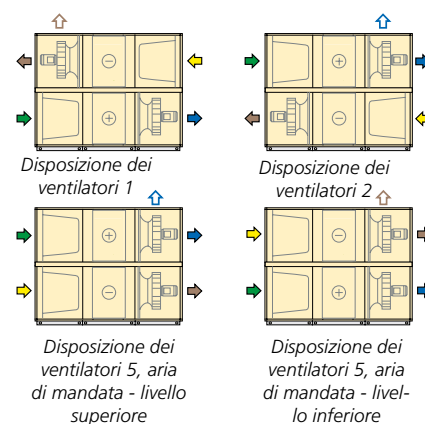 Disposizione dei
ventilatori 1
Disposizione dei
ventilatori 2
Disposizione dei
ventilatori 5, aria
di mandata - livello
superiore
Disposizione dei
ventilatori 5, aria
di mandata - livel-
lo inferiore